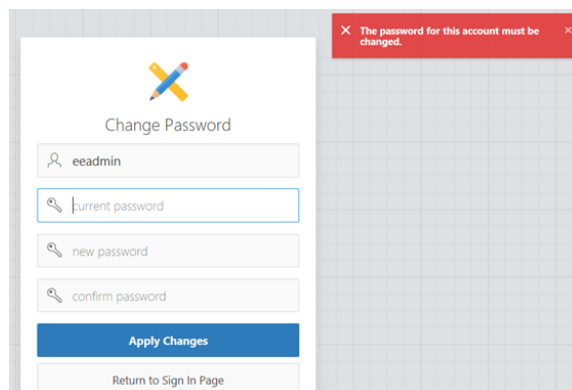 The password for this account must be
changed.
Change Password
eeadmin
current password
new password
confirm password
Apply Changes
Return to Sign In Page